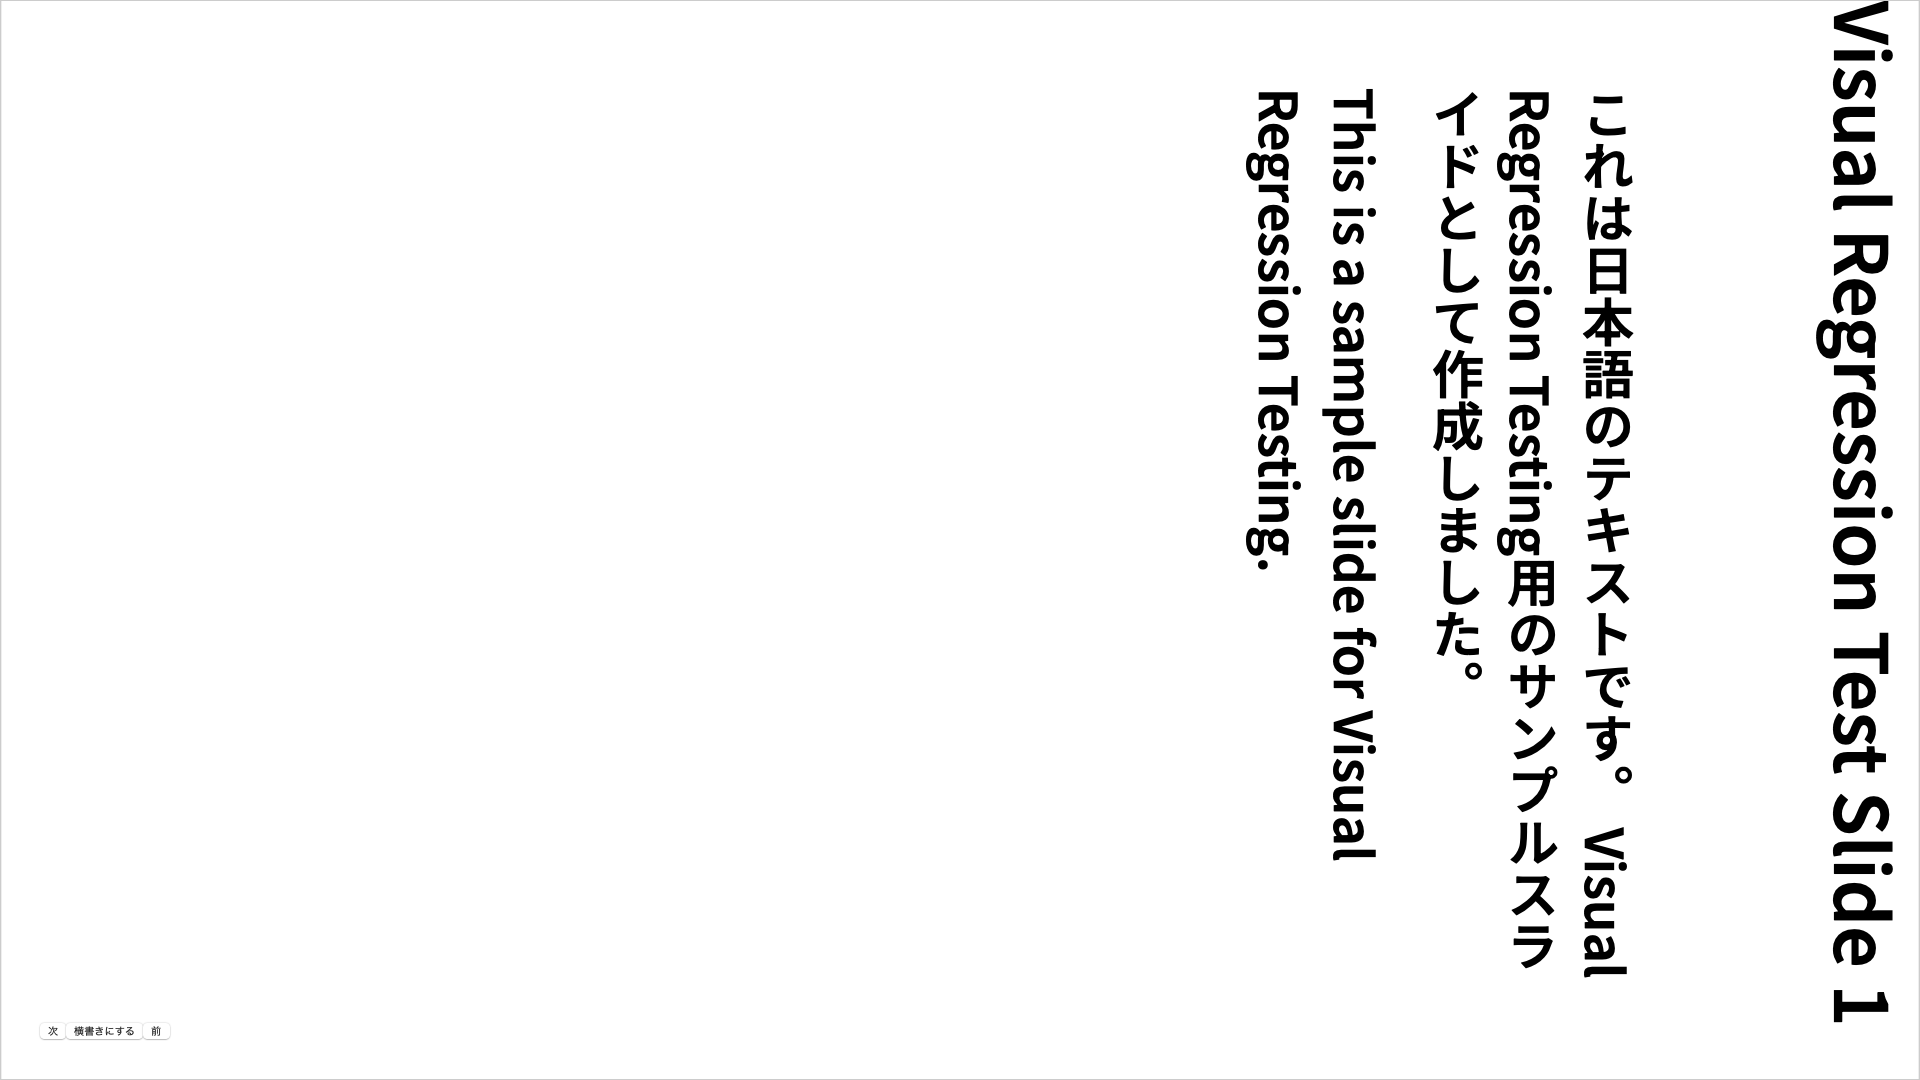 Visual Regression Test Slide 1
これは日本語のテキストです。 Visual
Regression Testing用のサンプルスラ
イドとして作成しました。
This is a sample slide for Visual
Regression Testing.
次
横書きにする
前